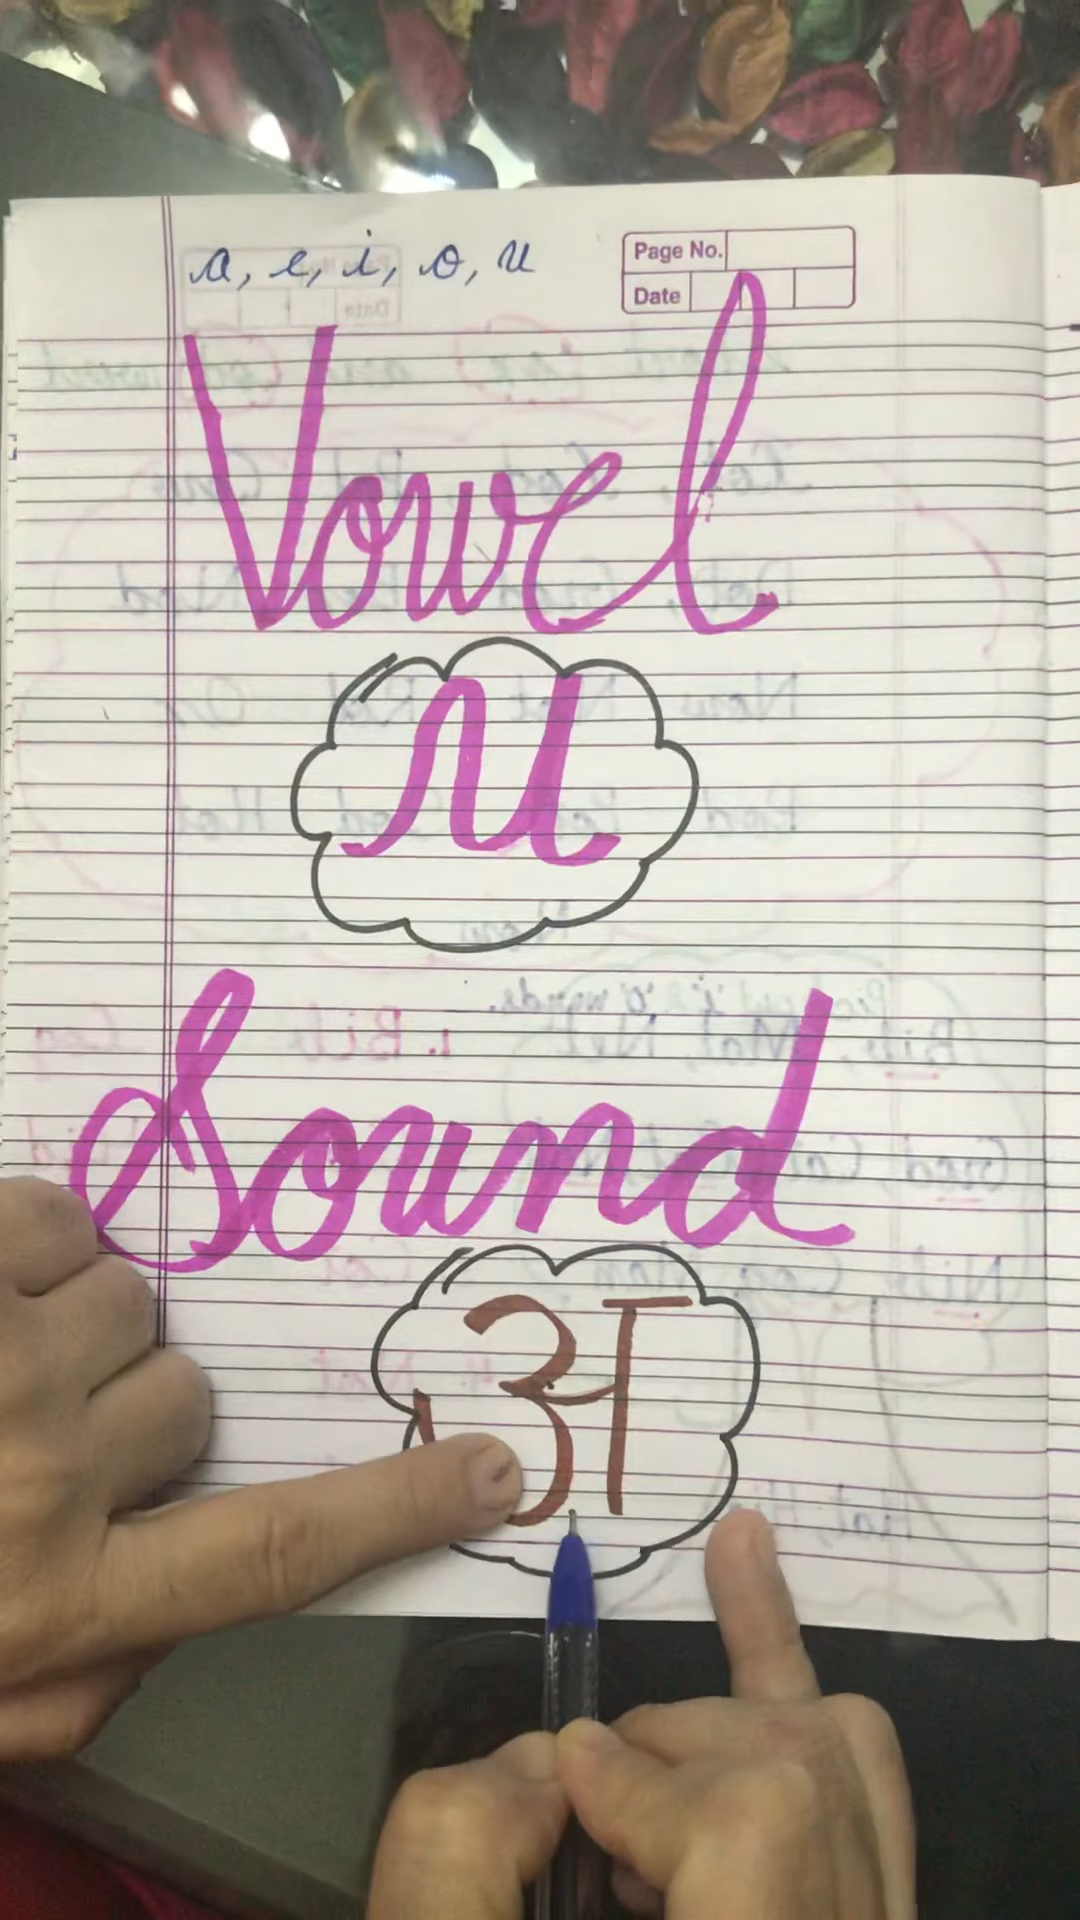 a, e, i, o, u
Page No.
Date
Vowel
u
Sound
अ